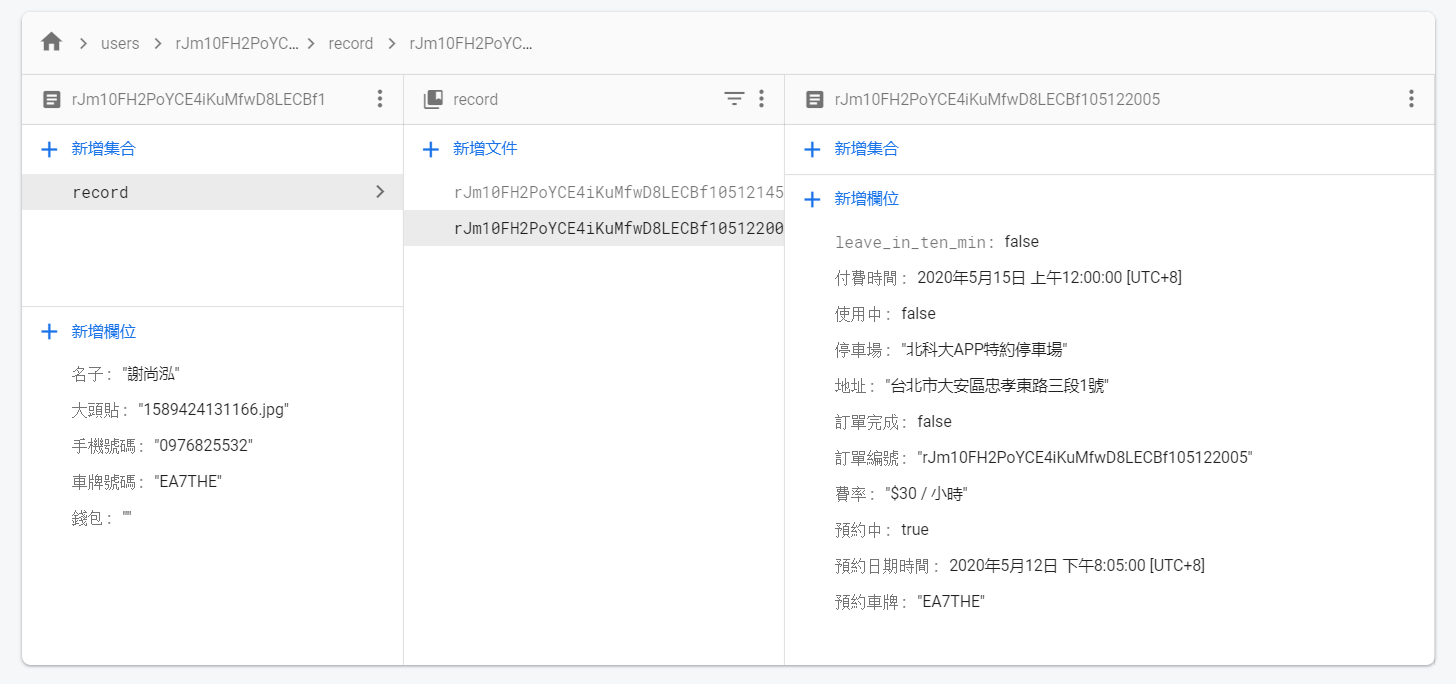 users rJm10FH2PoYC... record rJm10FH2PoYC...
rJm10FH2PoYCE4iKuMfwD8LECBf1
新增集合
record
新增欄位
名子： "謝尚泓"
大頭貼： "1589424131166.jpg"
手機號碼： "0976825532"
車牌號碼： "EA7THE"
錢包： ""
record
新增文件
rJm10FH2PoYCE4iKuMfwD8LECBf10512145
rJm10FH2PoYCE4iKuMfwD8LECBf10512200
rJm10FH2PoYCE4iKuMfwD8LECBf105122005
新增集合
新增欄位
leave_in_ten_min: false
付費時間： 2020年5月15日 上午12:00:00 [UTC+8]
使用中： false
停車場： "北科大APP特約停車場"
地址： "台北市大安區忠孝東路三段1號"
訂單完成： false
訂單編號： "rJm10FH2PoYCE4iKuMfwD8LECBf105122005"
費率： "$30 / 小時"
預約中： true
預約日期時間： 2020年5月12日 下午8:05:00 [UTC+8]
預約車牌： "EA7THE"